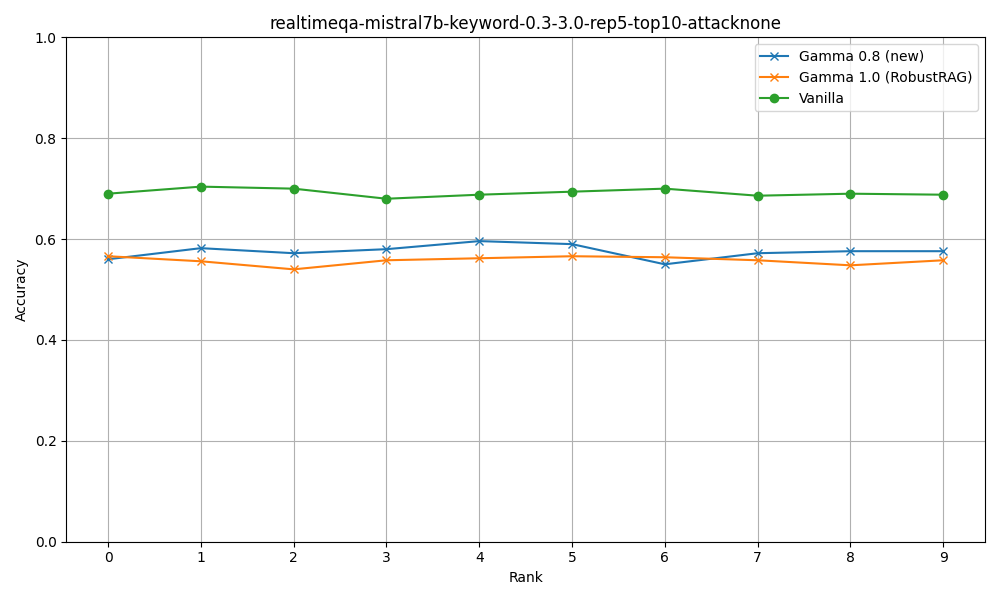 realtimeqa-mistral7b-keyword-0.3-3.0-rep5-top10-attacknone
Gamma 0.8 (new)
Gamma 1.0 (RobustRAG)
Vanilla
Accuracy
1.0
0.8
0.6
0.4
0.2
0.0
0 1 2 3 4 5 6 7 8 9
Rank